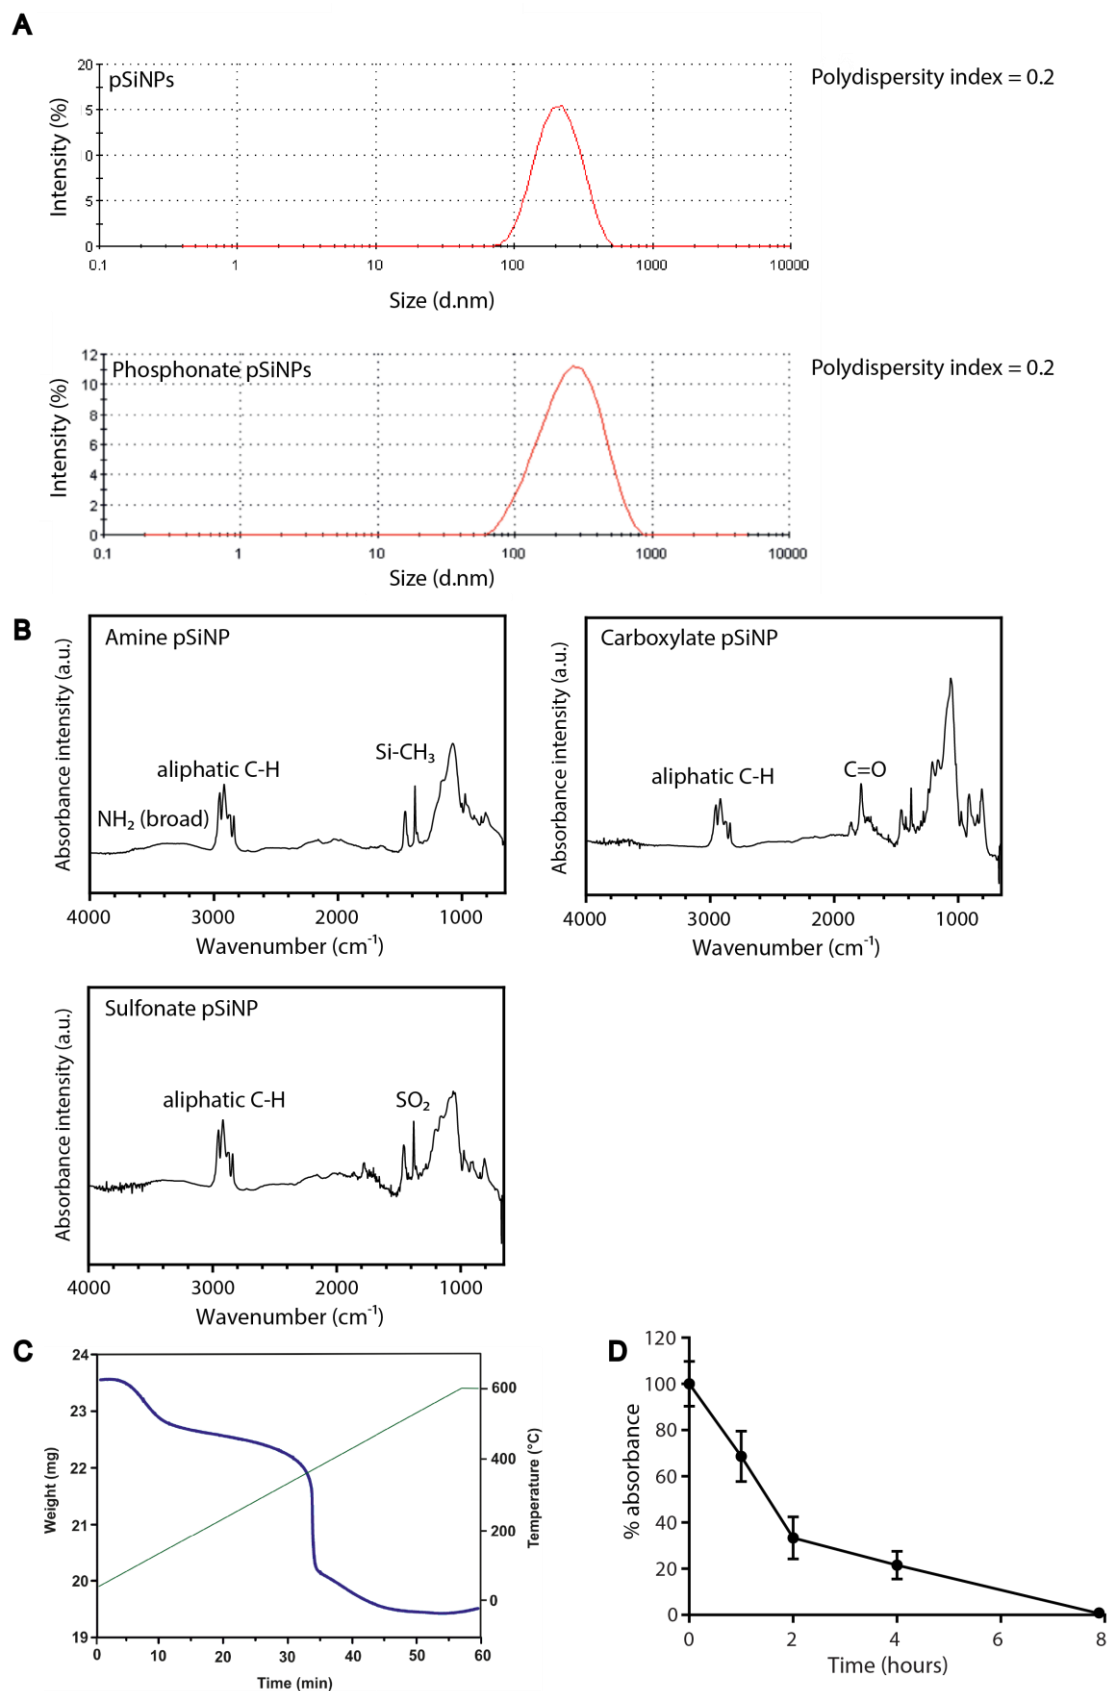 A
20
pSiNPs
Polydispersity index = 0.2
5
0
5
0
Intensity (%)
0.1 1 10 100 1000 10000
Size (d.nm)
12
Phosphonate pSiNPs
Polydispersity index = 0.2
10
8
6
4
2
0
Intensity (%)
0.1 1 10 100 1000 10000
Size (d.nm)
B
Amine pSiNP
Si-CH₃
aliphatic C-H
NH₂ (broad)
Absorbance intensity (a.u.)
4000 3000 2000 1000
Wavenumber (cm⁻¹)
Carboxylate pSiNP
aliphatic C-H
C=O
Absorbance intensity (a.u.)
4000 3000 2000 1000
Wavenumber (cm⁻¹)
Sulfonate pSiNP
aliphatic C-H
SO₂
Absorbance intensity (a.u.)
4000 3000 2000 1000
Wavenumber (cm⁻¹)
C
24
23
22
21
20
19
Weight (mg)
600
400
200
0
Temperature (°C)
0 10 20 30 40 50 60
Time (min)
D
120
100
80
60
40
20
0
% absorbance
0 2 4 6 8
Time (hours)